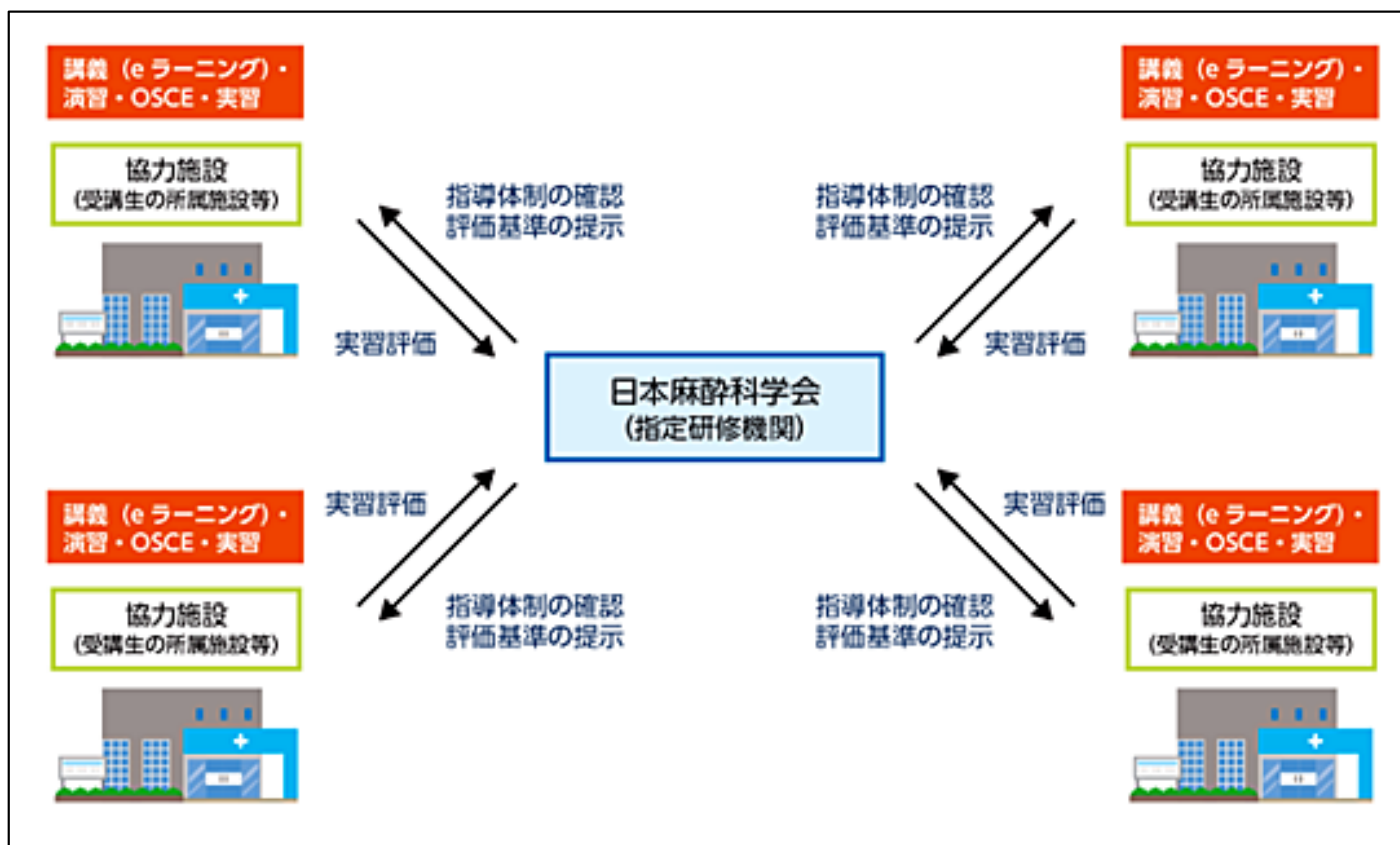 講義（eラーニング）・
演習・OSCE・実習
協力施設
（受講生の所属施設等）
指導体制の確認
評価基準の提示
実習評価
指導体制の確認
評価基準の提示
実習評価
講義（eラーニング）・
演習・OSCE・実習
協力施設
（受講生の所属施設等）
日本麻酔科学会
（指定研修機関）
講義（eラーニング）・
演習・OSCE・実習
協力施設
（受講生の所属施設等）
実習評価
指導体制の確認
評価基準の提示
実習評価
指導体制の確認
評価基準の提示
講義（eラーニング）・
演習・OSCE・実習
協力施設
（受講生の所属施設等）